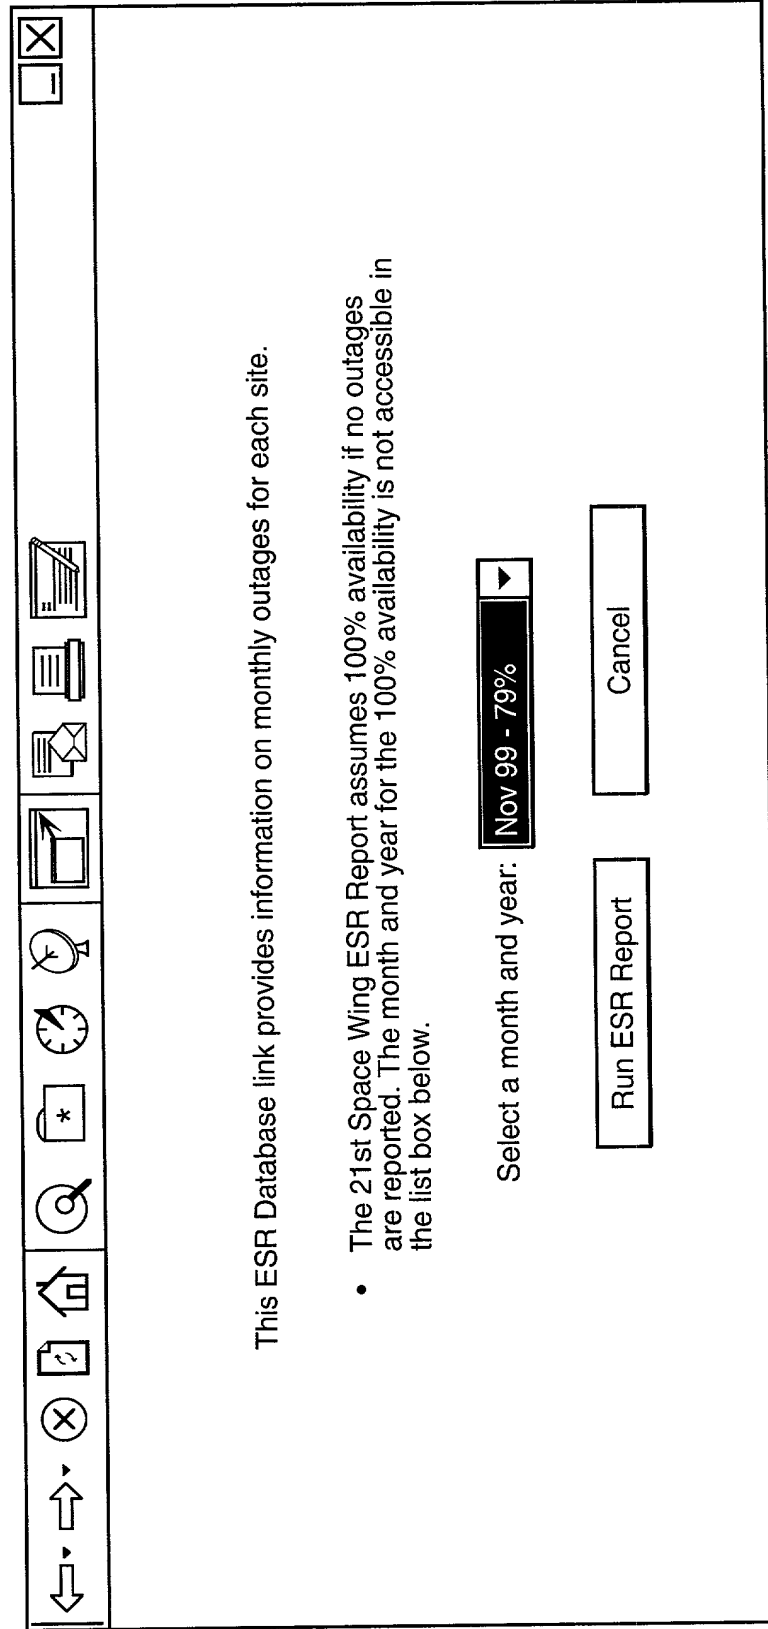 This ESR Database link provides information on monthly outages for each site.
• The 21st Space Wing ESR Report assumes 100% availability if no outages
are reported. The month and year for the 100% availability is not accessible in
the list box below.
Select a month and year: Nov 99 - 79%
Run ESR Report Cancel